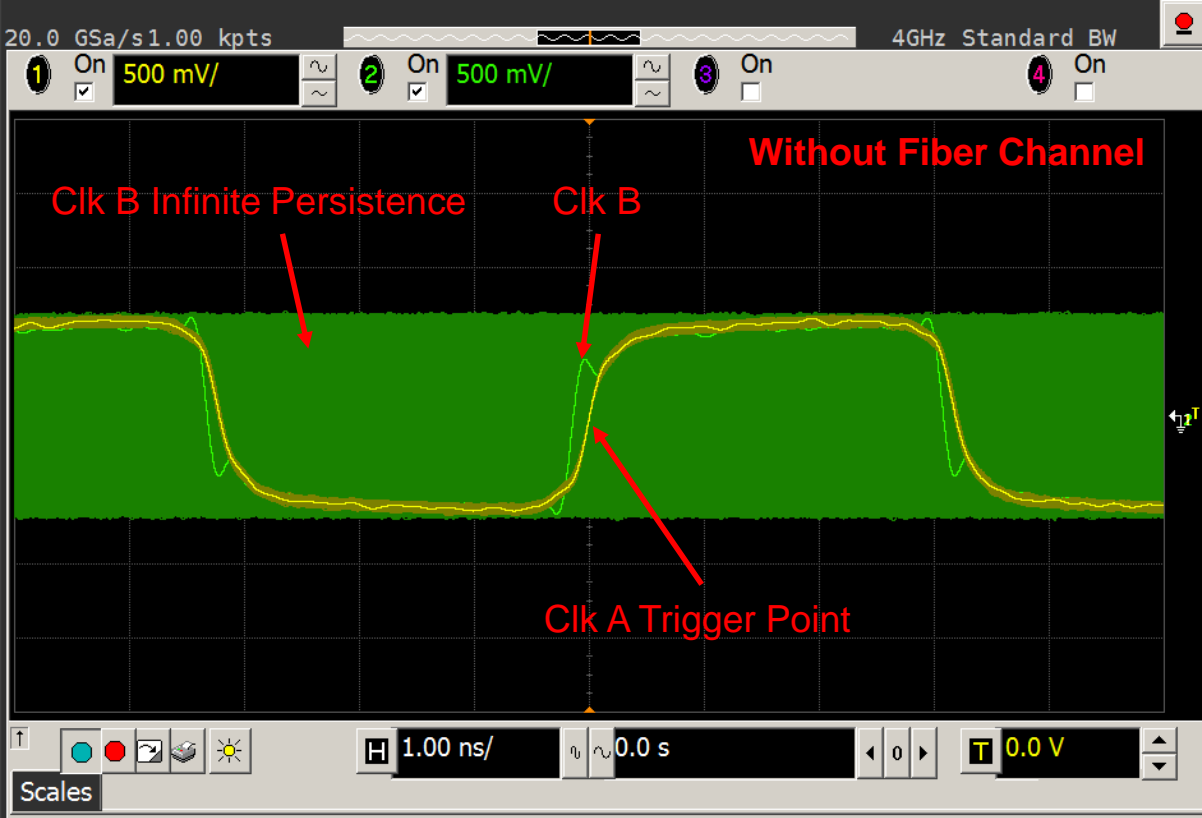 20.0 GSa/s 1.00 kpts 4GHz Standard BW
1 On 500 mV/ 2 On 500 mV/ 3 On 4 On
Without Fiber Channel
Clk B Infinite Persistence Clk B
T
Clk A Trigger Point
H 1.00 ns/ 0.0 s 0 T 0.0 V
Scales